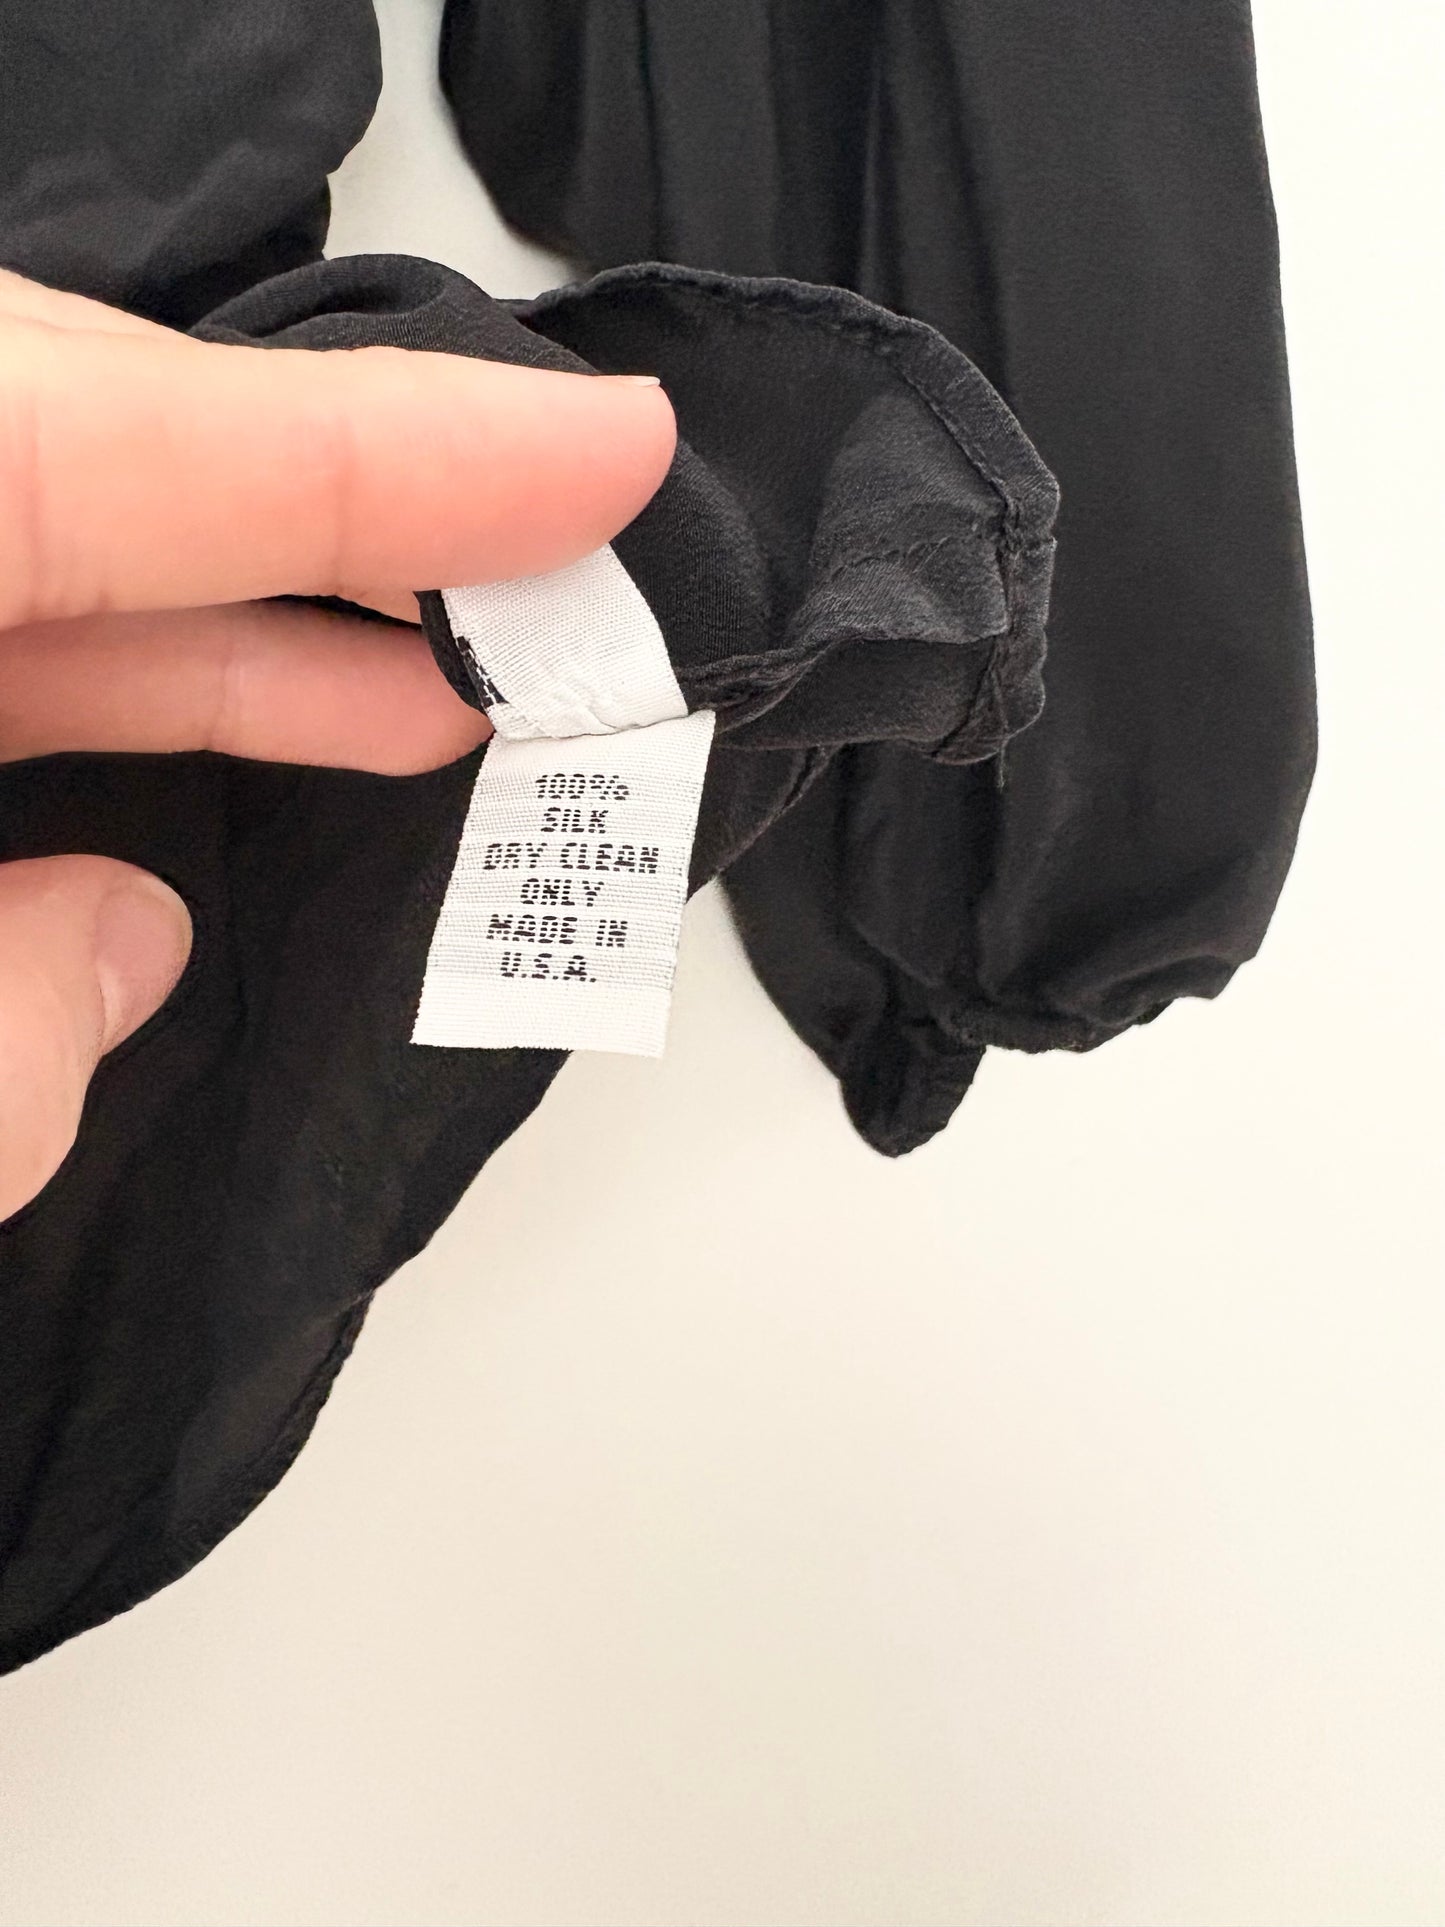 100%
SILK
DRY CLEAN
ONLY
MADE IN
U.S.A.